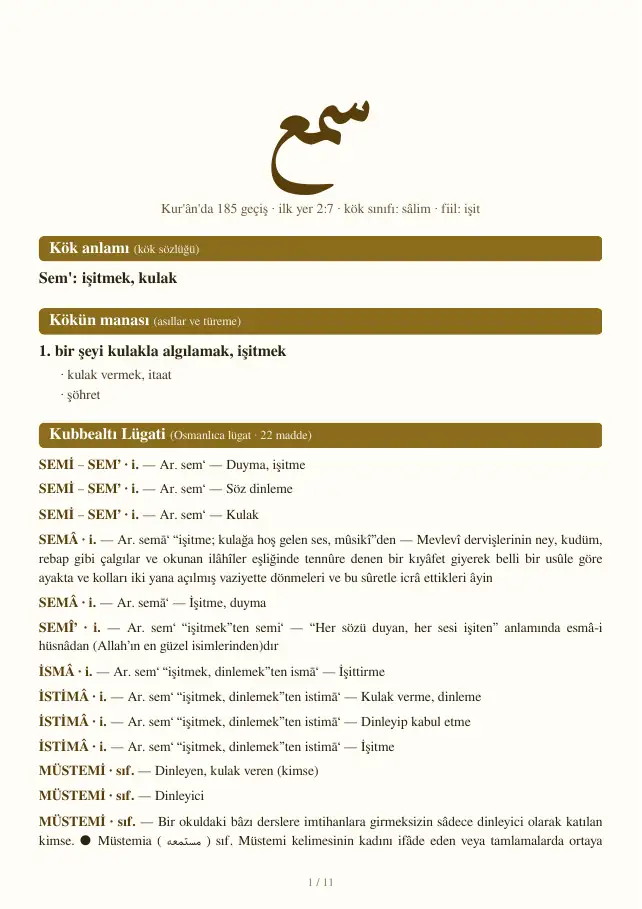 سمع
Kur'ân'da 185 geçiş · ilk yer 2:7 · kök sınıfı: sâlim · fiil: işit
Kök anlamı (kök sözlüğü)
Sem': işitmek, kulak
Kökün manası (asıllar ve türeme)
1. bir şeyi kulakla algılamak, işitmek
· kulak vermek, itaat
· şöhret
Kubbealtı Lügati (Osmanlıca lügat · 22 madde)
SEMİ – SEM’ · i. — Ar. sem‘ — Duyma, işitme
SEMİ – SEM’ · i. — Ar. sem‘ — Söz dinleme
SEMİ – SEM’ · i. — Ar. sem‘ — Kulak
SEMÂ · i. — Ar. semā‘ “işitme; kulağa hoş gelen ses, mûsikî”den — Mevlevî dervişlerinin ney, kudüm,
rebap gibi çalgılar ve okunan ilâhîler eşliğinde tennûre denen bir kıyâfet giyerek belli bir usûle göre
ayakta ve kolları iki yana açılmış vaziyette dönmeleri ve bu sûretle icrâ ettikleri âyin
SEMÂ · i. — Ar. semā‘ — İşitme, duyma
SEMÎ’ · i. — Ar. sem‘ “işitmek”ten semі‘ — “Her sözü duyan, her sesi işiten” anlamında esmâ-i
hüsnâdan (Allah’ın en güzel isimlerinden)dır
İSMÂ · i. — Ar. sem‘ “işitmek, dinlemek”ten ismā‘ — İşittirme
İSTİMÂ · i. — Ar. sem‘ “işitmek, dinlemek”ten istimā‘ — Kulak verme, dinleme
İSTİMÂ · i. — Ar. sem‘ “işitmek, dinlemek”ten istimā‘ — Dinleyip kabul etme
İSTİMÂ · i. — Ar. sem‘ “işitmek, dinlemek”ten istimā‘ — İşitme
MÜSTEMİ · sıf. — Dinleyen, kulak veren (kimse)
MÜSTEMİ · sıf. — Dinleyici
MÜSTEMİ · sıf. — Bir okuldaki bâzı derslere imtihanlara girmeksizin sâdece dinleyici olarak katılan
kimse. ● Müstemia ( مستمعه ) sıf. Müstemi kelimesinin kadını ifâde eden veya tamlamalarda ortaya
1 / 11